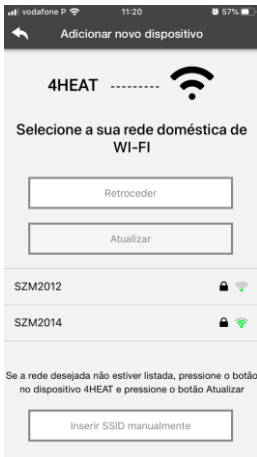 vodafone P 11:20 57%
Adicionar novo dispositivo
4HEAT ---------
Selecione a sua rede doméstica de
WI-FI
Retroceder
Atualizar
SZM2012
SZM2014
Se a rede desejada não estiver listada, pressione o botão
no dispositivo 4HEAT e pressione o botão Atualizar
Inserir SSID manualmente